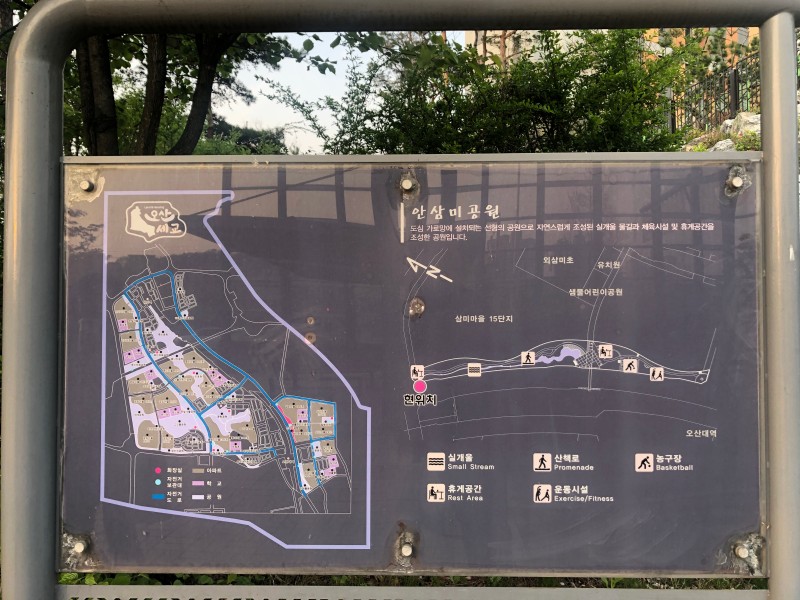 오산
세교
화장실
자전거
보관대
자전거
도로
아파트
학교
공원
안삼미공원
도심 가로망에 설치되는 선형의 공원으로 자연스럽게 조성된 실개울 물길과 체육시설 및 휴게공간을
조성한 공원입니다.
N
외삼미초
유치원
샘뜰어린이공원
삼미마을 15단지
현위치
오산대역
실개울
Small Stream
산책로
Promenade
농구장
Basketball
휴게공간
Rest Area
운동시설
Exercise/Fitness